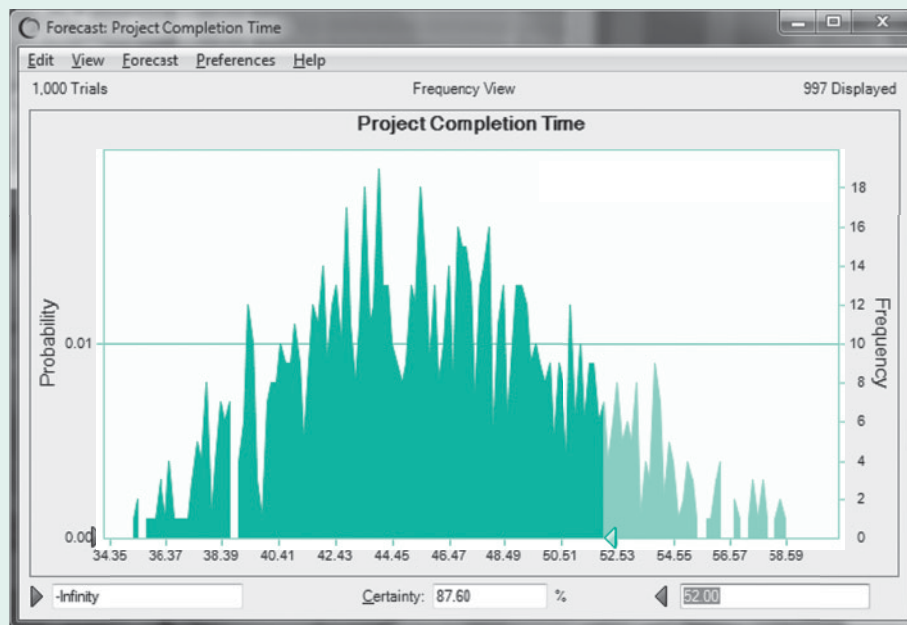 Forecast: Project Completion Time
Edit View Forecast Preferences Help
1,000 Trials Frequency View 997 Displayed
Project Completion Time
Probability
0.01
0.00
Frequency
18
16
14
12
10
8
6
4
2
0
34.35 36.37 38.39 40.41 42.43 44.45 46.47 48.49 50.51 52.53 54.55 56.57 58.59
-Infinity Certainty: 87.60 % 52.00